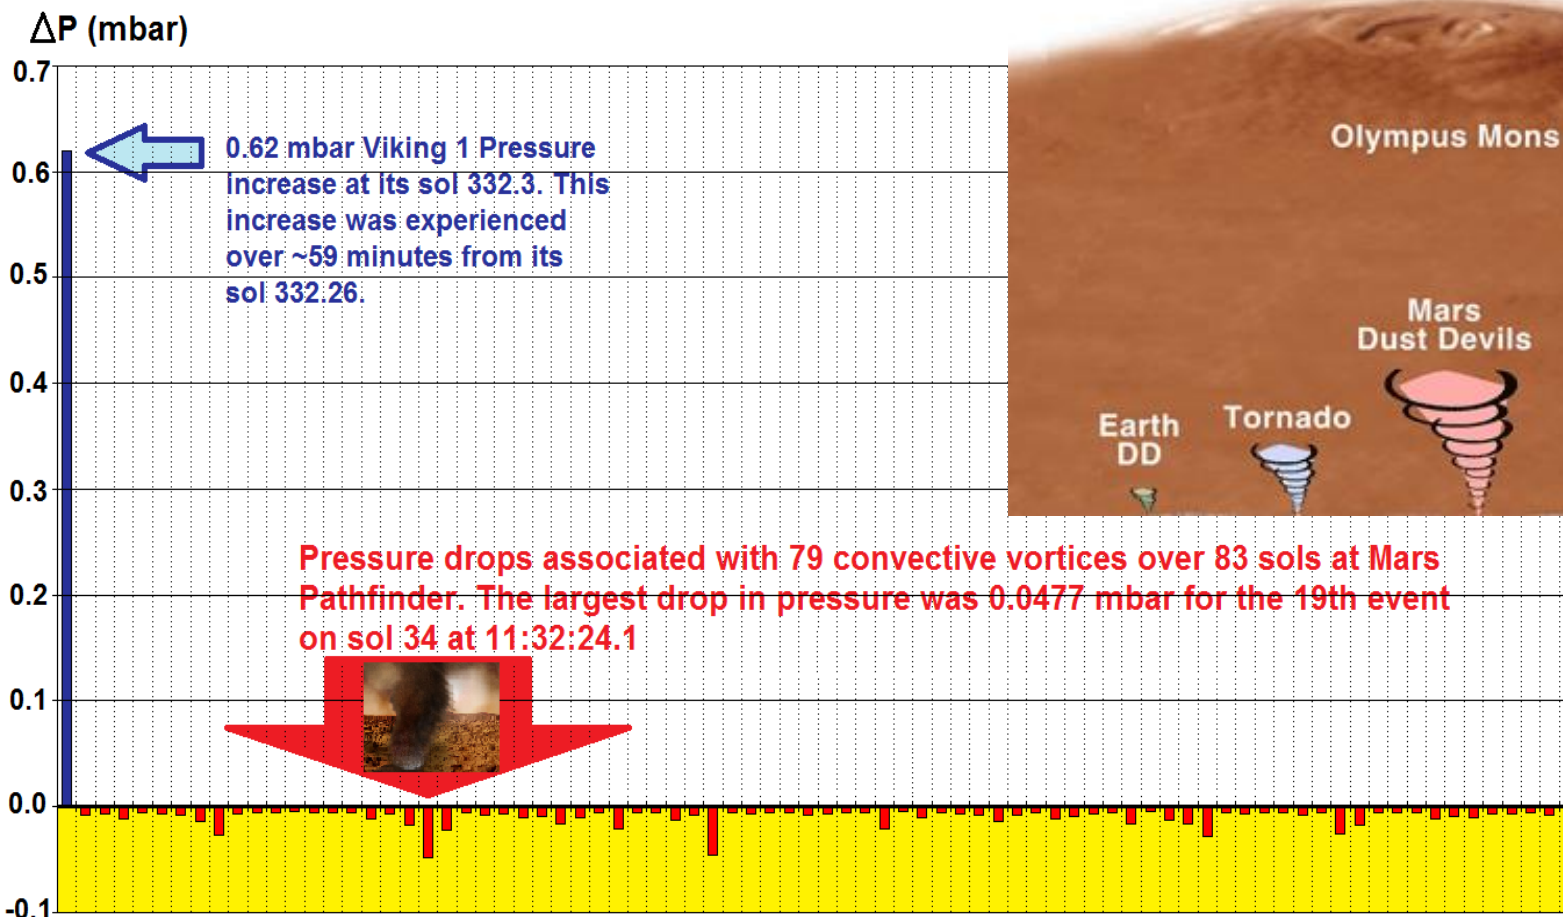 ΔP (mbar)
0.7
0.6
0.5
0.4
0.3
0.2
0.1
0.0
-0.1
0.62 mbar Viking 1 Pressure
increase at its sol 332.3. This
increase was experienced
over ~59 minutes from its
sol 332.26.
Olympus Mons
Mars
Dust Devils
Tornado
Earth
DD
Pressure drops associated with 79 convective vortices over 83 sols at Mars
Pathfinder. The largest drop in pressure was 0.0477 mbar for the 19th event
on sol 34 at 11:32:24.1